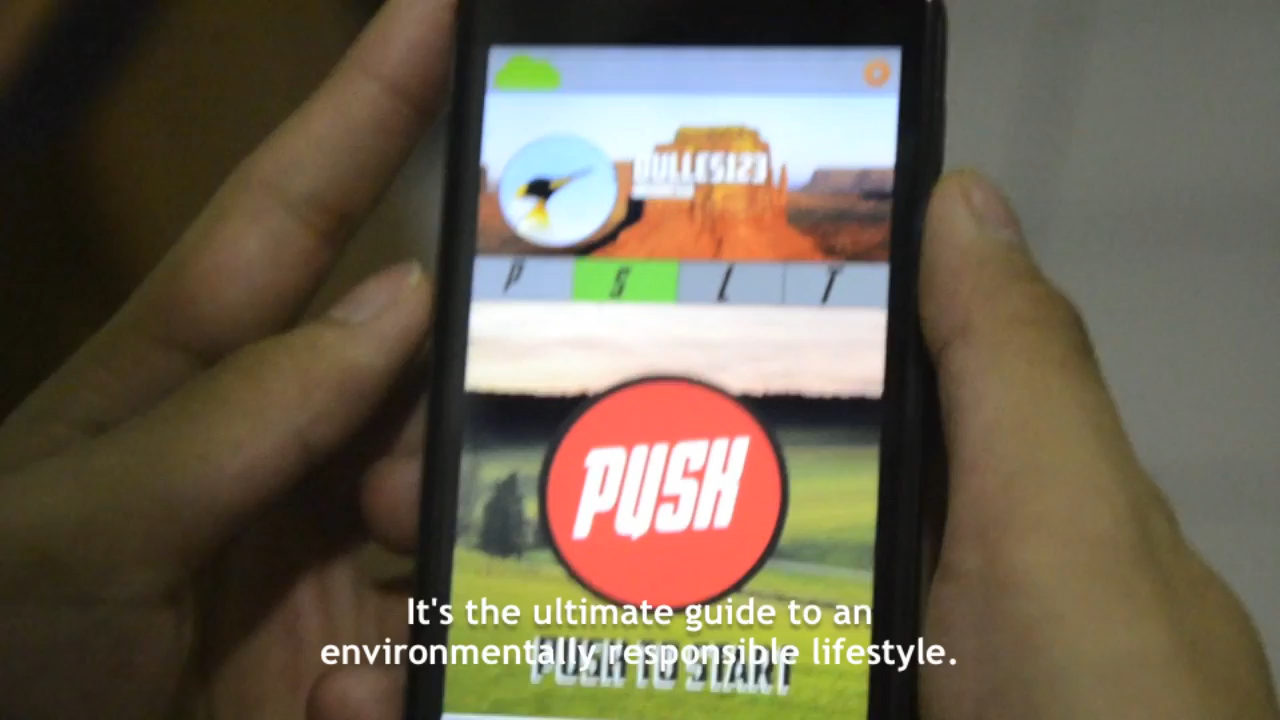 DULLES123
P S L T
PUSH
It's the ultimate guide to an
environmentally responsible lifestyle.
PUSH TO START